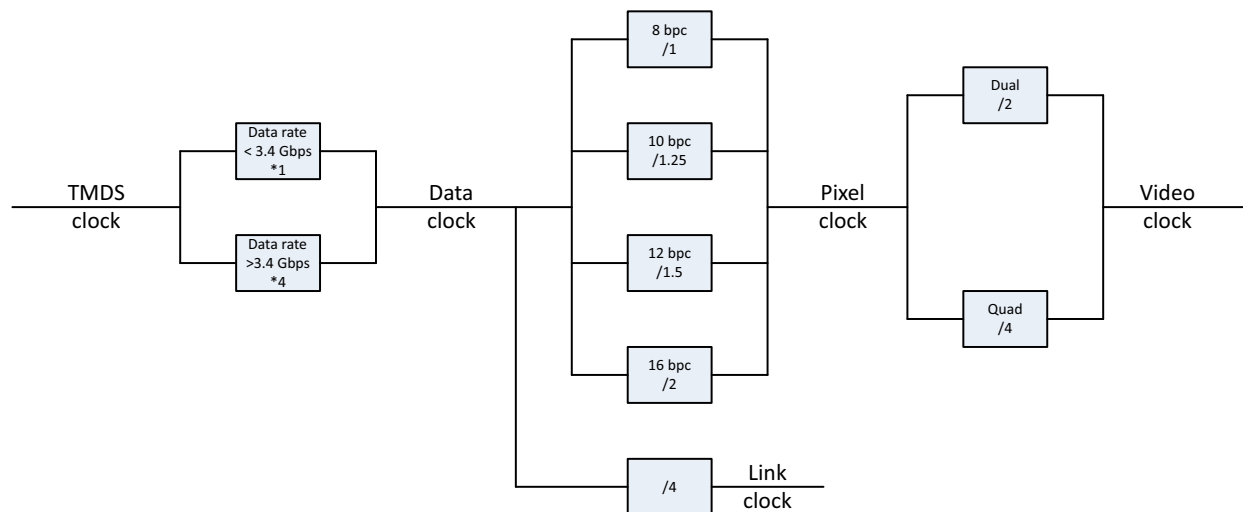 TMDS
clock
Data rate
< 3.4 Gbps
*1
Data rate
>3.4 Gbps
*4
Data
clock
8 bpc
/1
10 bpc
/1.25
12 bpc
/1.5
16 bpc
/2
/4
Link
clock
Pixel
clock
Dual
/2
Quad
/4
Video
clock